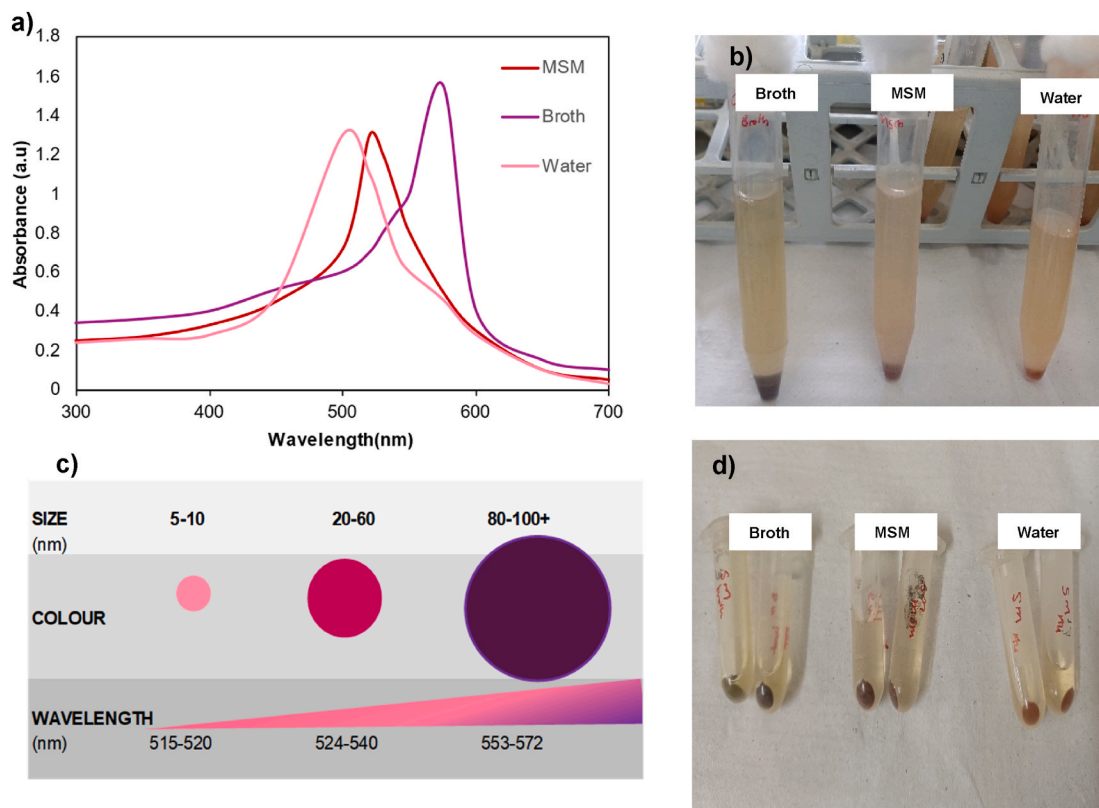 a)
1.8
1.6
1.4
1.2
1
0.8
0.6
0.4
0.2
0
Absorbance (a.u)
300
400
500
600
700
Wavelength(nm)
MSM
Broth
Water
b)
Broth
MSM
Water
Broth
c)
SIZE 5-10 20-60 80-100+
(nm)
COLOUR
WAVELENGTH
(nm) 515-520 524-540 553-572
d)
Broth
MSM
Water